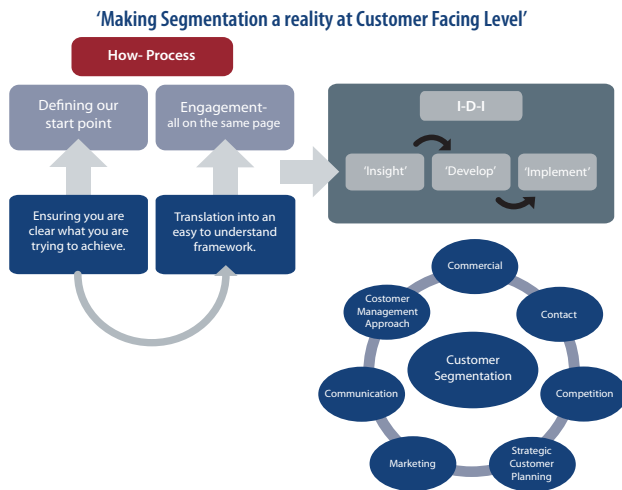 ‘Making Segmentation a reality at Customer Facing Level’
How- Process
Defining our
start point
Engagement-
all on the same page
Ensuring you are
clear what you are
trying to achieve.
Translation into an
easy to understand
framework.
I-D-I
‘Insight’
‘Develop’
‘Implement’
Commercial
Costomer
Management
Approach
Contact
Customer
Segmentation
Communication
Competition
Marketing
Strategic
Customer
Planning